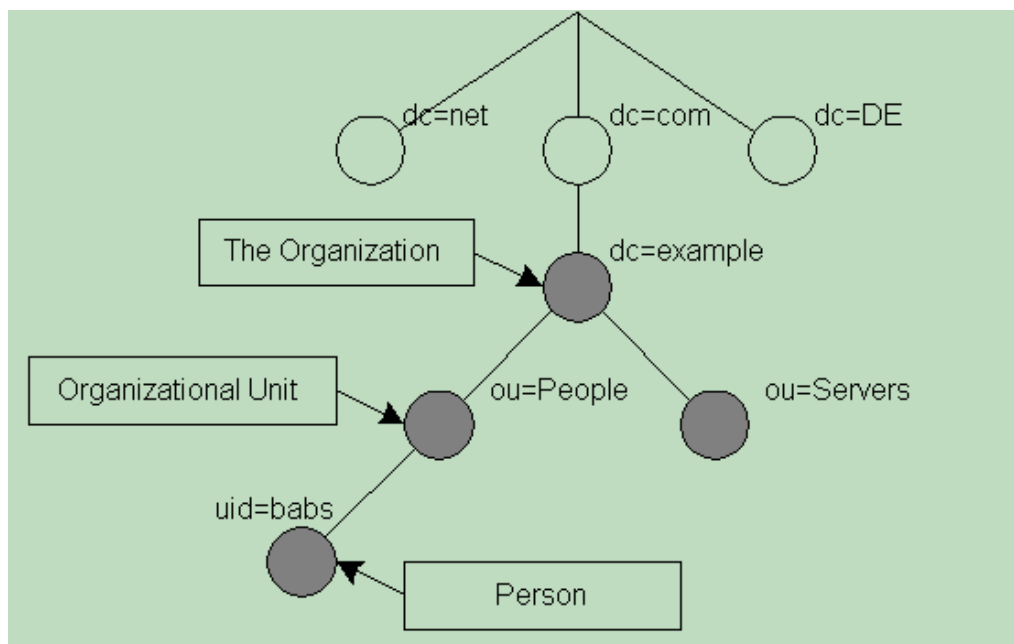 dc=net
dc=com
dc=DE
The Organization
dc=example
Organizational Unit
ou=People
ou=Servers
uid=babs
Person